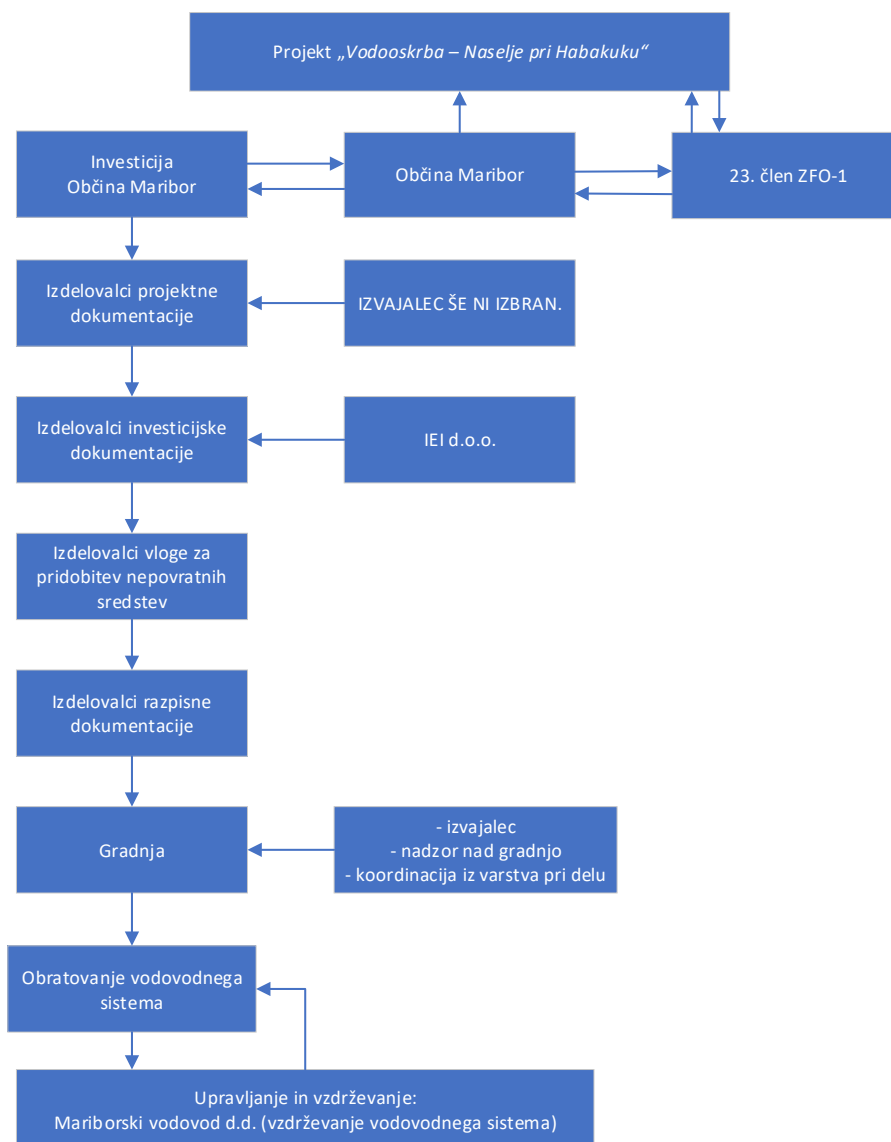 Projekt „Vodooskrba – Naselje pri Habakuku“
Investicija
Občina Maribor
Občina Maribor
23. člen ZFO-1
Izdelovalci projektne
dokumentacije
IZVAJALEC ŠE NI IZBRAN.
Izdelovalci investicijske
dokumentacije
IEI d.o.o.
Izdelovalci vloge za
pridobitev nepovratnih
sredstev
Izdelovalci razpisne
dokumentacije
Gradnja
- izvajalec
- nadzor nad gradnjo
- koordinacija iz varstva pri delu
Obratovanje vodovodnega
sistema
Upravljanje in vzdrževanje:
Mariborski vodovod d.d. (vzdrževanje vodovodnega sistema)